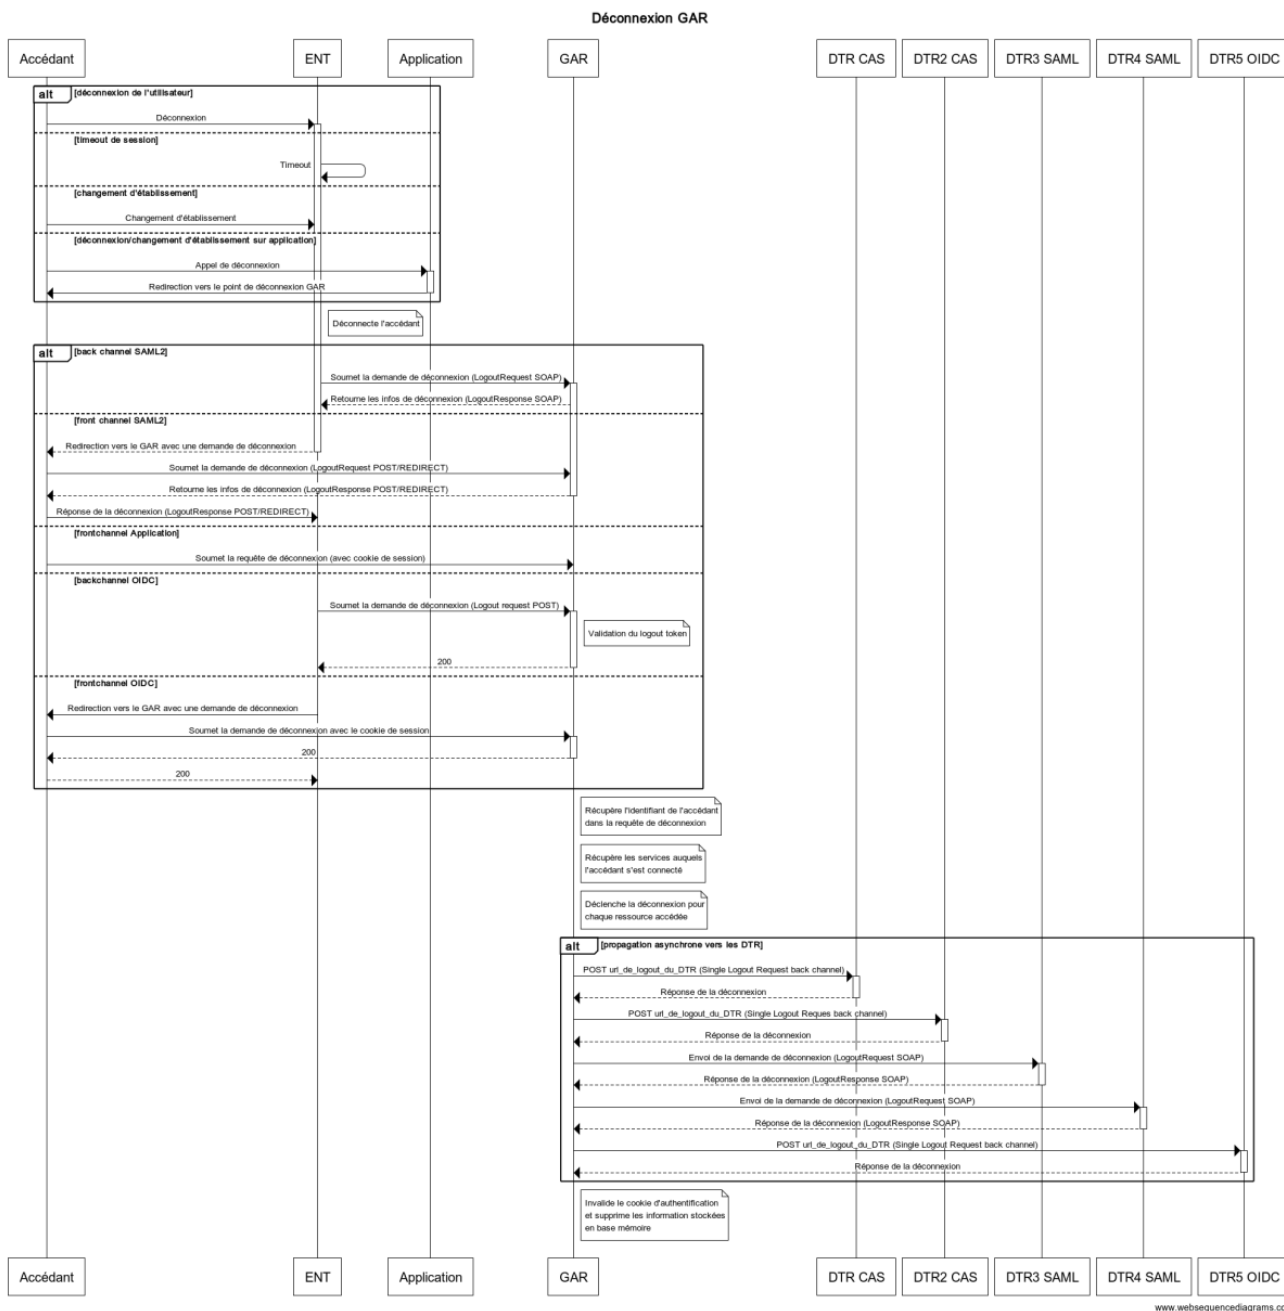 Déconnexion GAR
Accédant
ENT
Application
GAR
DTR CAS
DTR2 CAS
DTR3 SAML
DTR4 SAML
DTR5 OIDC
alt
[déconnexion de l'utilisateur]
Déconnexion
[timeout de session]
Timeout
[changement d'établissement]
Changement d'établissement
[déconnexion/changement d'établissement sur application]
Appel de déconnexion
Redirection vers le point de déconnexion GAR
Déconnecte l'accédant
alt
[back channel SAML2]
Soumet la demande de déconnexion (LogoutRequest SOAP)
Retourne les infos de déconnexion (LogoutResponse SOAP)
[front channel SAML2]
Redirection vers le GAR avec une demande de déconnexion
Soumet la demande de déconnexion (LogoutRequest POST/REDIRECT)
Retourne les infos de déconnexion (LogoutResponse POST/REDIRECT)
Réponse de la déconnexion (LogoutResponse POST/REDIRECT)
[frontchannel Application]
Soumet la requête de déconnexion (avec cookie de session)
[backchannel OIDC]
Soumet la demande de déconnexion (Logout request POST)
Validation du logout token
200
[frontchannel OIDC]
Redirection vers le GAR avec une demande de déconnexion
Soumet la demande de déconnexion avec le cookie de session
200
200
Récupère l'identifiant de l'accédant
dans la requête de déconnexion
Récupère les services auquels
l'accédant s'est connecté
Déclenche la déconnexion pour
chaque ressource accédée
alt
[propagation asynchrone vers les DTR]
POST url_de_logout_du_DTR (Single Logout Request back channel)
Réponse de la déconnexion
POST url_de_logout_du_DTR (Single Logout Reques back channel)
Réponse de la déconnexion
Envoi de la demande de déconnexion (LogoutRequest SOAP)
Réponse de la déconnexion (LogoutResponse SOAP)
Envoi de la demande de déconnexion (LogoutRequest SOAP)
Réponse de la déconnexion (LogoutResponse SOAP)
POST url_de_logout_du_DTR (Single Logout Request back channel)
Réponse de la déconnexion
Invalide le cookie d'authentification
et supprime les information stockées
en base mémoire
Accédant
ENT
Application
GAR
DTR CAS
DTR2 CAS
DTR3 SAML
DTR4 SAML
DTR5 OIDC
www.websequencediagrams.co